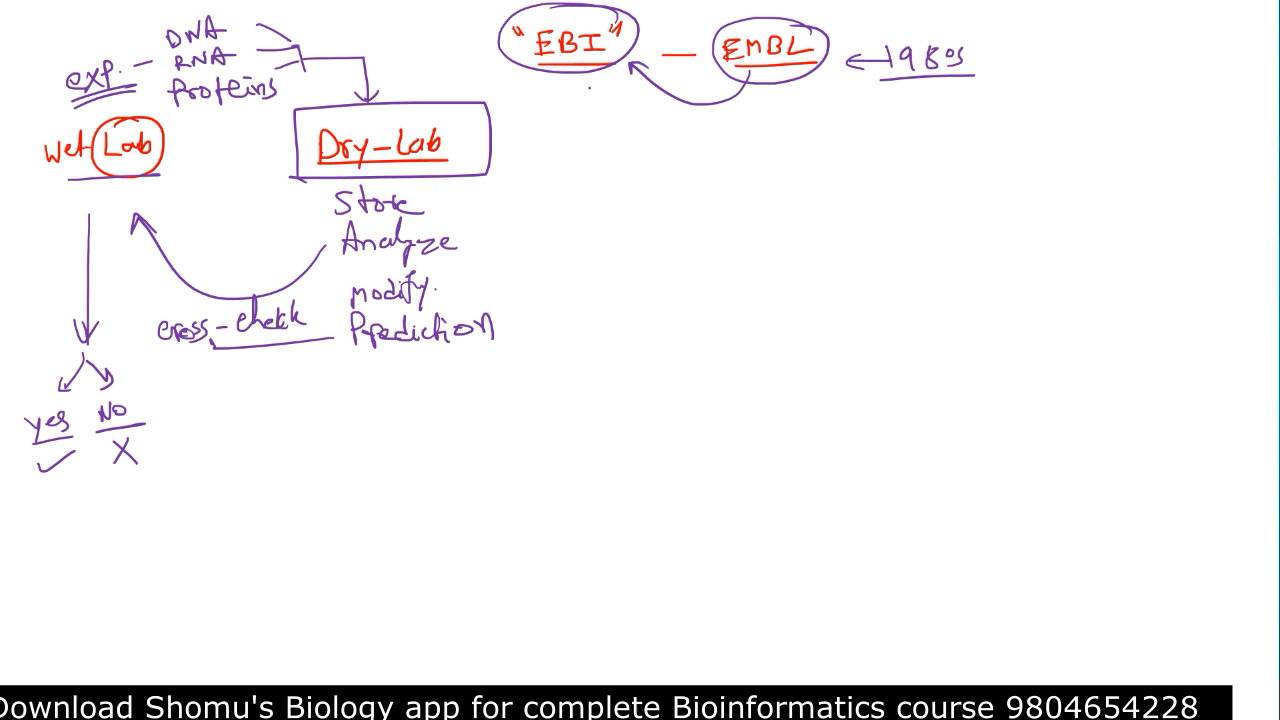 DNA
exp. - RNA
Proteins
Wet Lab
Dry-Lab
Store
Analyze
modify.
Prediction
cross-check
Yes No
✓ X
"EBI" - EMBL ← 1980s
Download Shomu's Biology app for complete Bioinformatics course 9804654228